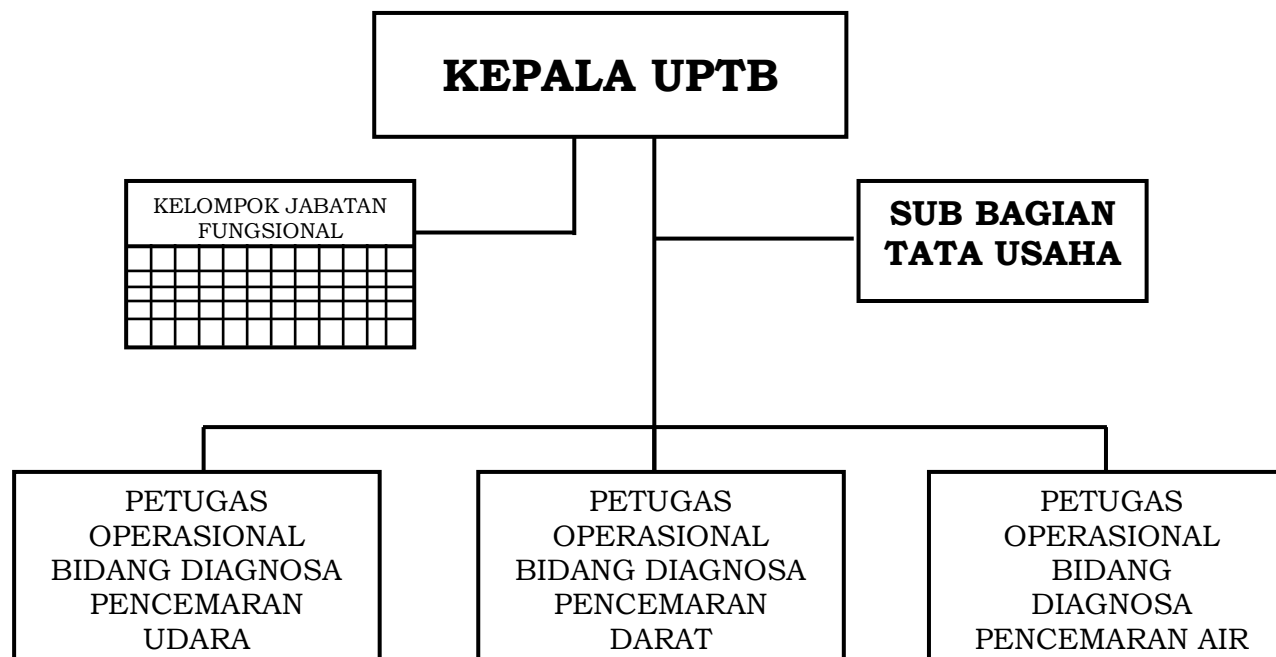 KEPALA UPTB
KELOMPOK JABATAN
FUNGSIONAL
SUB BAGIAN
TATA USAHA
PETUGAS
OPERASIONAL
BIDANG DIAGNOSA
PENCEMARAN
UDARA
PETUGAS
OPERASIONAL
BIDANG DIAGNOSA
PENCEMARAN
DARAT
PETUGAS
OPERASIONAL
BIDANG
DIAGNOSA
PENCEMARAN AIR